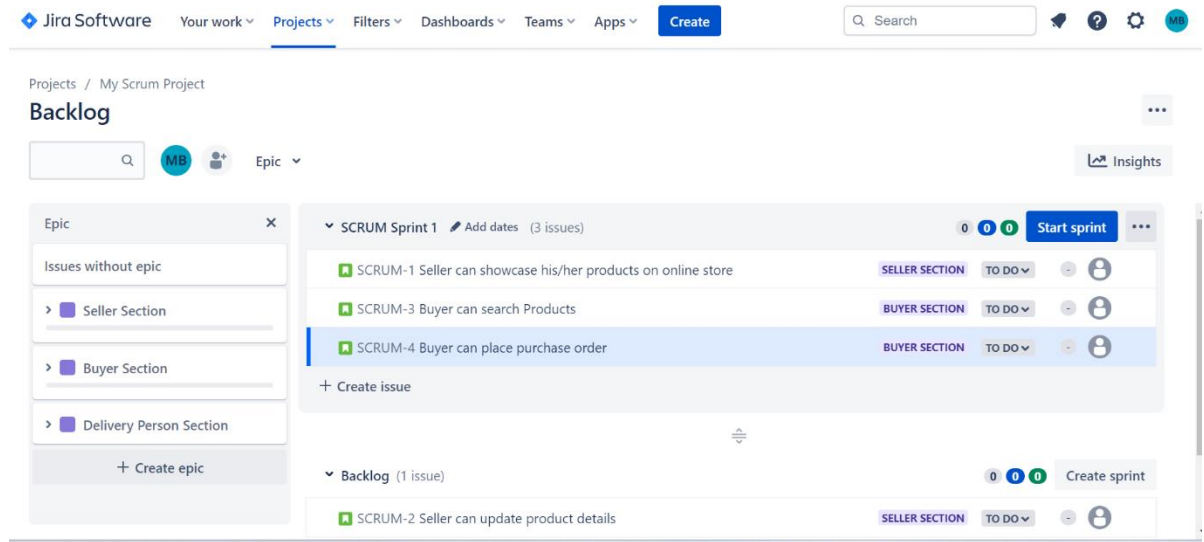 Jira Software Your work Projects Filters Dashboards Teams Apps Create Search MB
Projects / My Scrum Project
Backlog
MB Epic Insights
Epic
Issues without epic
Seller Section
Buyer Section
Delivery Person Section
+ Create epic
SCRUM Sprint 1 Add dates (3 issues) 0 0 0 Start sprint
SCRUM-1 Seller can showcase his/her products on online store SELLER SECTION TO DO -
SCRUM-3 Buyer can search Products BUYER SECTION TO DO -
SCRUM-4 Buyer can place purchase order BUYER SECTION TO DO -
+ Create issue
Backlog (1 issue) 0 0 0 Create sprint
SCRUM-2 Seller can update product details SELLER SECTION TO DO -